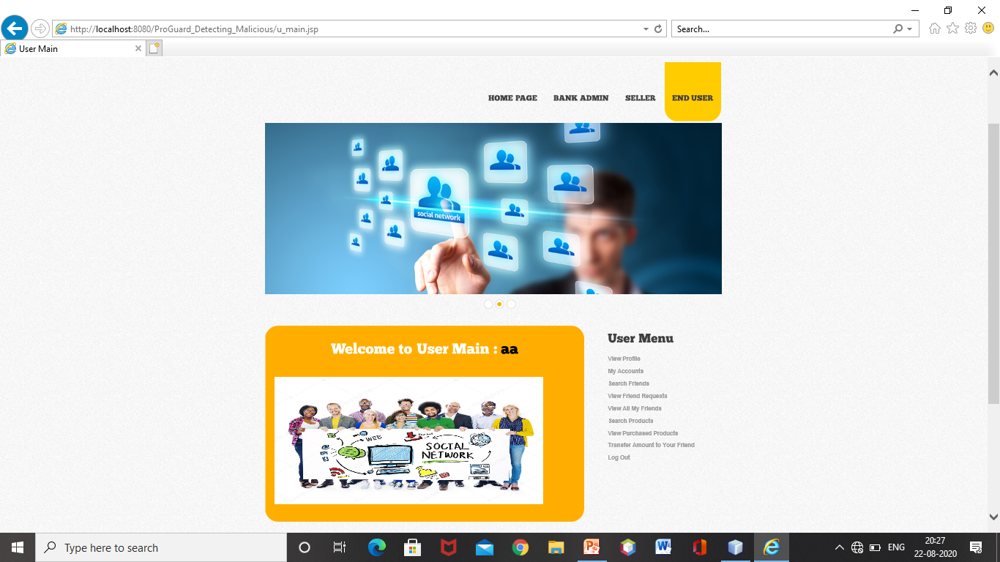 http://localhost:8080/ProGuard_Detecting_Malicious/u_main.jsp
Search...
User Main
HOME PAGE
BANK ADMIN
SELLER
END USER
social network
Welcome to User Main : aa
WEB
SOCIAL
NETWORK
User Menu
View Profile
My Accounts
Search Friends
View Friend Requests
View All My Friends
Search Products
View Purchased Products
Transfer Amount to Your Friend
Log Out
Type here to search
ENG
20:27
22-08-2020